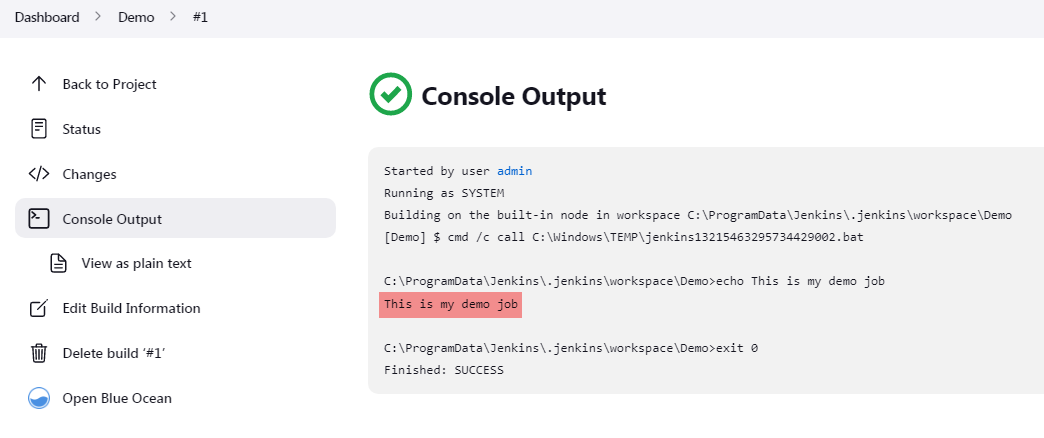 Dashboard > Demo > #1
Back to Project
Status
Changes
Console Output
View as plain text
Edit Build Information
Delete build ‘#1’
Open Blue Ocean
Console Output
Started by user admin
Running as SYSTEM
Building on the built-in node in workspace C:\ProgramData\Jenkins\.jenkins\workspace\Demo
[Demo] $ cmd /c call C:\Windows\TEMP\jenkins13215463295734429002.bat
C:\ProgramData\Jenkins\.jenkins\workspace\Demo>echo This is my demo job
This is my demo job
C:\ProgramData\Jenkins\.jenkins\workspace\Demo>exit 0
Finished: SUCCESS